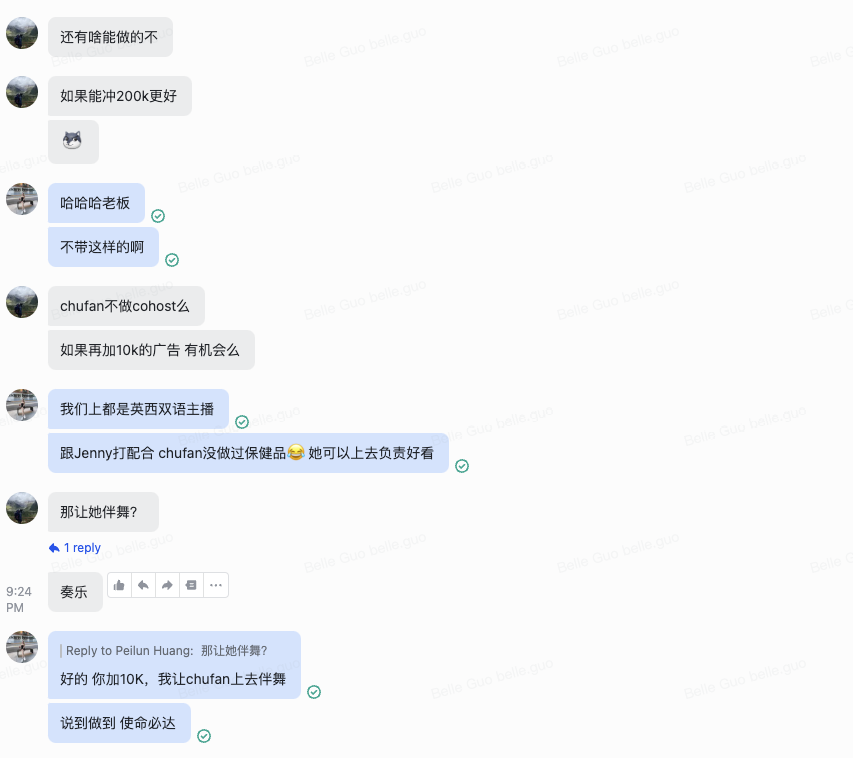 还有啥能做的不
如果能冲200k更好
哈哈哈老板
不带这样的啊
chufan不做cohost么
如果再加10k的广告 有机会么
我们上都是英西双语主播
跟Jenny打配合 chufan没做过保健品😂 她可以上去负责好看
那让她伴舞?
1 reply
9:24 PM
奏乐
Reply to Peilun Huang: 那让她伴舞?
好的 你加10K，我让chufan上去伴舞
说到做到 使命必达
Belle Guo belle.guo